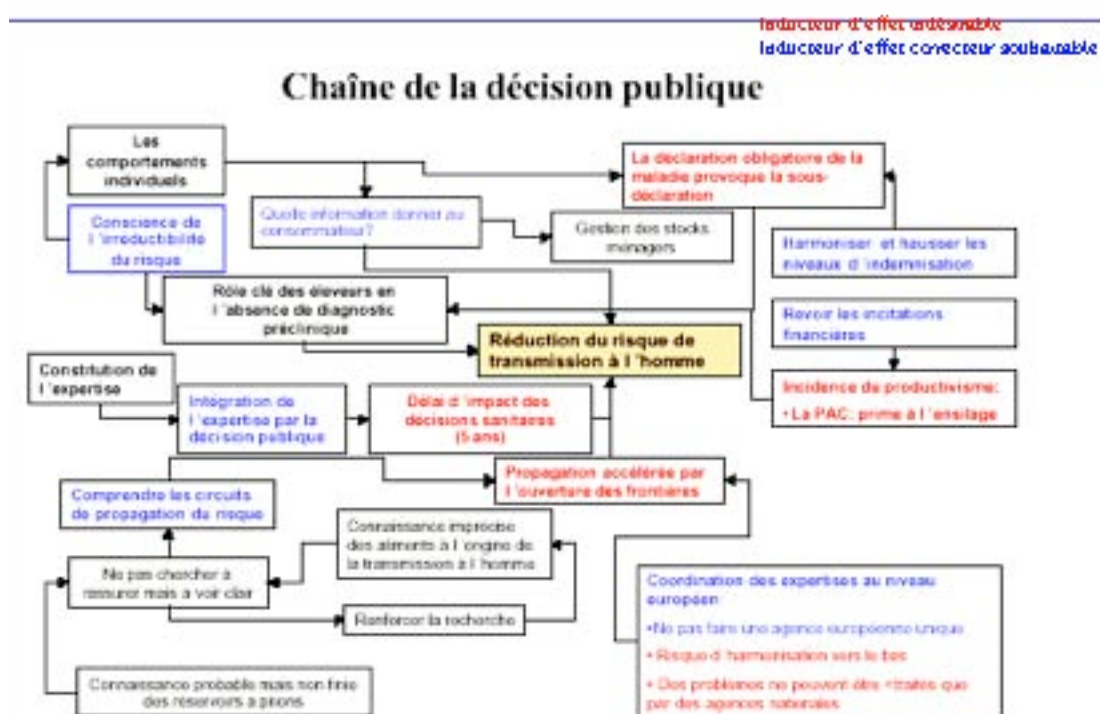 Inducteur d'effet indésirable
Inducteur d'effet correcteur souhaitable
Chaîne de la décision publique
Les
comportements
individuels
La déclaration obligatoire de la
maladie provoque la sous-
déclaration
Conscience de
l 'irréductibilité
du risque
Quelle information donner au
consommateur?
Gestion des stocks
ménagers
Harmoniser et hausser les
niveaux d 'indemnisation
Rôle clé des éleveurs en
l 'absence de diagnostic
préclinique
Revoir les incitations
financières
Réduction du risque de
transmission à l 'homme
Constitution de
l 'expertise
Intégration de
l 'expertise par la
décision publique
Délai d 'impact des
décisions sanitaires
(5 ans)
Incidence du productivisme:
• La PAC: prime à l 'ensilage
Propagation accélérée par
l 'ouverture des frontières
Comprendre les circuits
de propagation du risque
Connaissance imprécise
des aliments à l 'origine de
la transmission à l 'homme
Ne pas chercher à
rassurer mais à voir clair
Renforcer la recherche
Coordination des expertises au niveau
européen
•Ne pas faire une agence européenne unique
• Risque d 'harmonisation vers le bas
• Des problèmes ne peuvent être traités que
par des agences nationales
Connaissance probable mais non finie
des réservoirs à prions